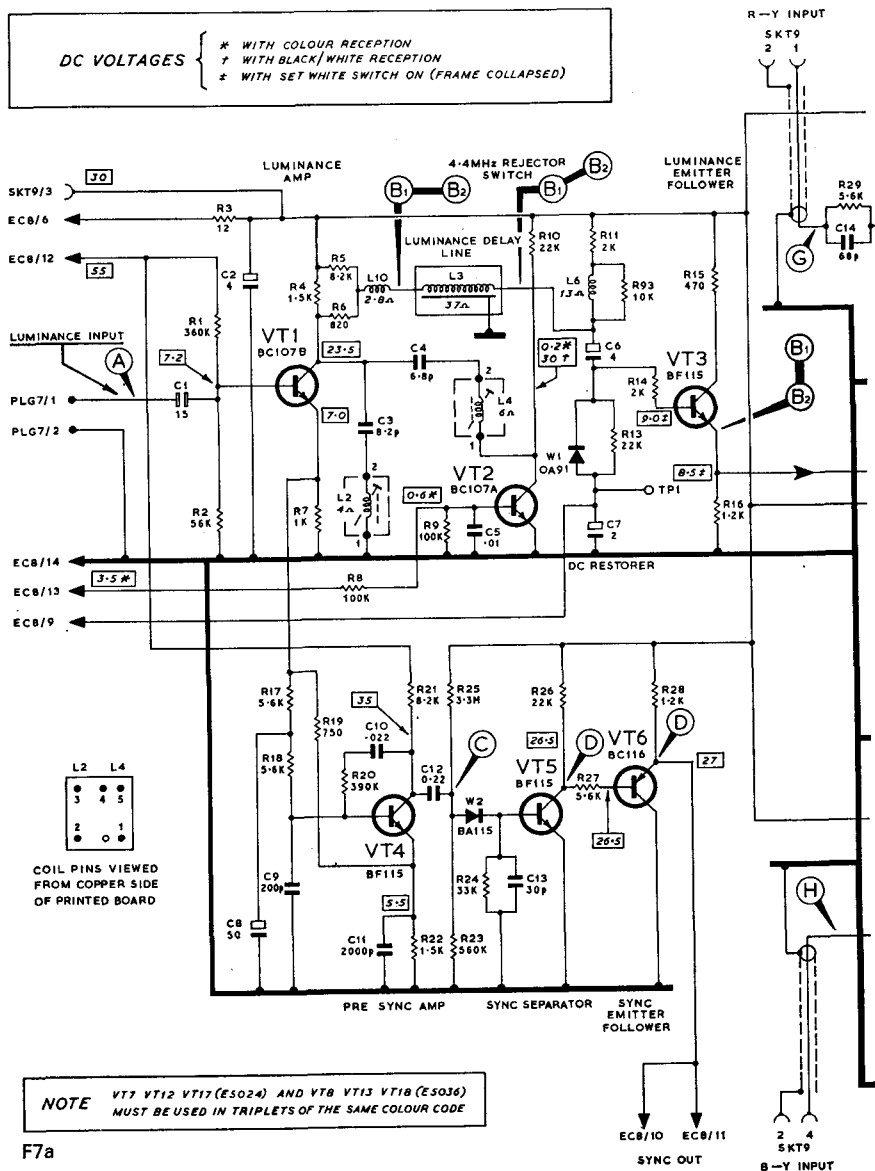 DC VOLTAGES
* WITH COLOUR RECEPTION
† WITH BLACK/WHITE RECEPTION
‡ WITH SET WHITE SWITCH ON (FRAME COLLAPSED)
R—Y INPUT
SKT9
2 1
LUMINANCE
AMP
4·4MHz REJECTOR
SWITCH
LUMINANCE
EMITTER
FOLLOWER
B1 B2
B1 B2
SKT9/3
30
EC8/6
R3
12
EC8/12
55
C2
4
R4
1·5K
R5
8·2K
R6
820
L10
2·8Ω
LUMINANCE DELAY
LINE
L3
37Ω
R10
22K
R11
2K
L6
13Ω
R93
10K
R15
470
R29
5·6K
C14
68p
G
R1
360K
LUMINANCE INPUT
A
7·2
VT1
BC107B
23·5
C4
6·8p
0·2*
30†
C6
4
VT3
BF115
B1
B2
PLG7/1
C1
15
7·0
C3
8·2p
2
L4
6Ω
1
R14
2K
9·0‡
PLG7/2
W1
OA91
R13
22K
8·5‡
TP1
VT2
BC107A
0·6*
R2
56K
R7
1K
2
L2
4Ω
1
R9
100K
C5
·01
C7
2
R16
1·2K
EC8/14
DC RESTORER
3·5*
EC8/13
R8
100K
EC8/9
R17
5·6K
R19
750
R21
8·2K
R25
3·3M
R26
22K
R28
1·2K
35
C10
·022
C
26·5
D
VT6
BC116
D
27
R18
5·6K
R20
390K
C12
0·22
VT5
BF115
R27
5·6K
W2
BA115
26·5
VT4
BF115
L2 L4
3 4 5
2 1
COIL PINS VIEWED
FROM COPPER SIDE
OF PRINTED BOARD
C9
200p
R24
33K
C13
30p
5·5
C8
50
C11
2000p
R22
1·5K
R23
560K
H
PRE SYNC AMP
SYNC SEPARATOR
SYNC
EMITTER
FOLLOWER
NOTE
VT7 VT12 VT17 (E5024) AND VT8 VT13 VT18 (E5036)
MUST BE USED IN TRIPLETS OF THE SAME COLOUR CODE
EC8/10 EC8/11
SYNC OUT
2 4
SKT9
B—Y INPUT
F7a